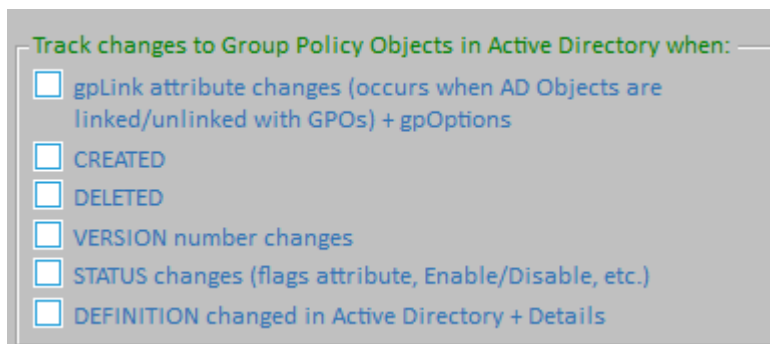 Track changes to Group Policy Objects in Active Directory when:
gpLink attribute changes (occurs when AD Objects are
linked/unlinked with GPOs) + gpOptions
CREATED
DELETED
VERSION number changes
STATUS changes (flags attribute, Enable/Disable, etc.)
DEFINITION changed in Active Directory + Details